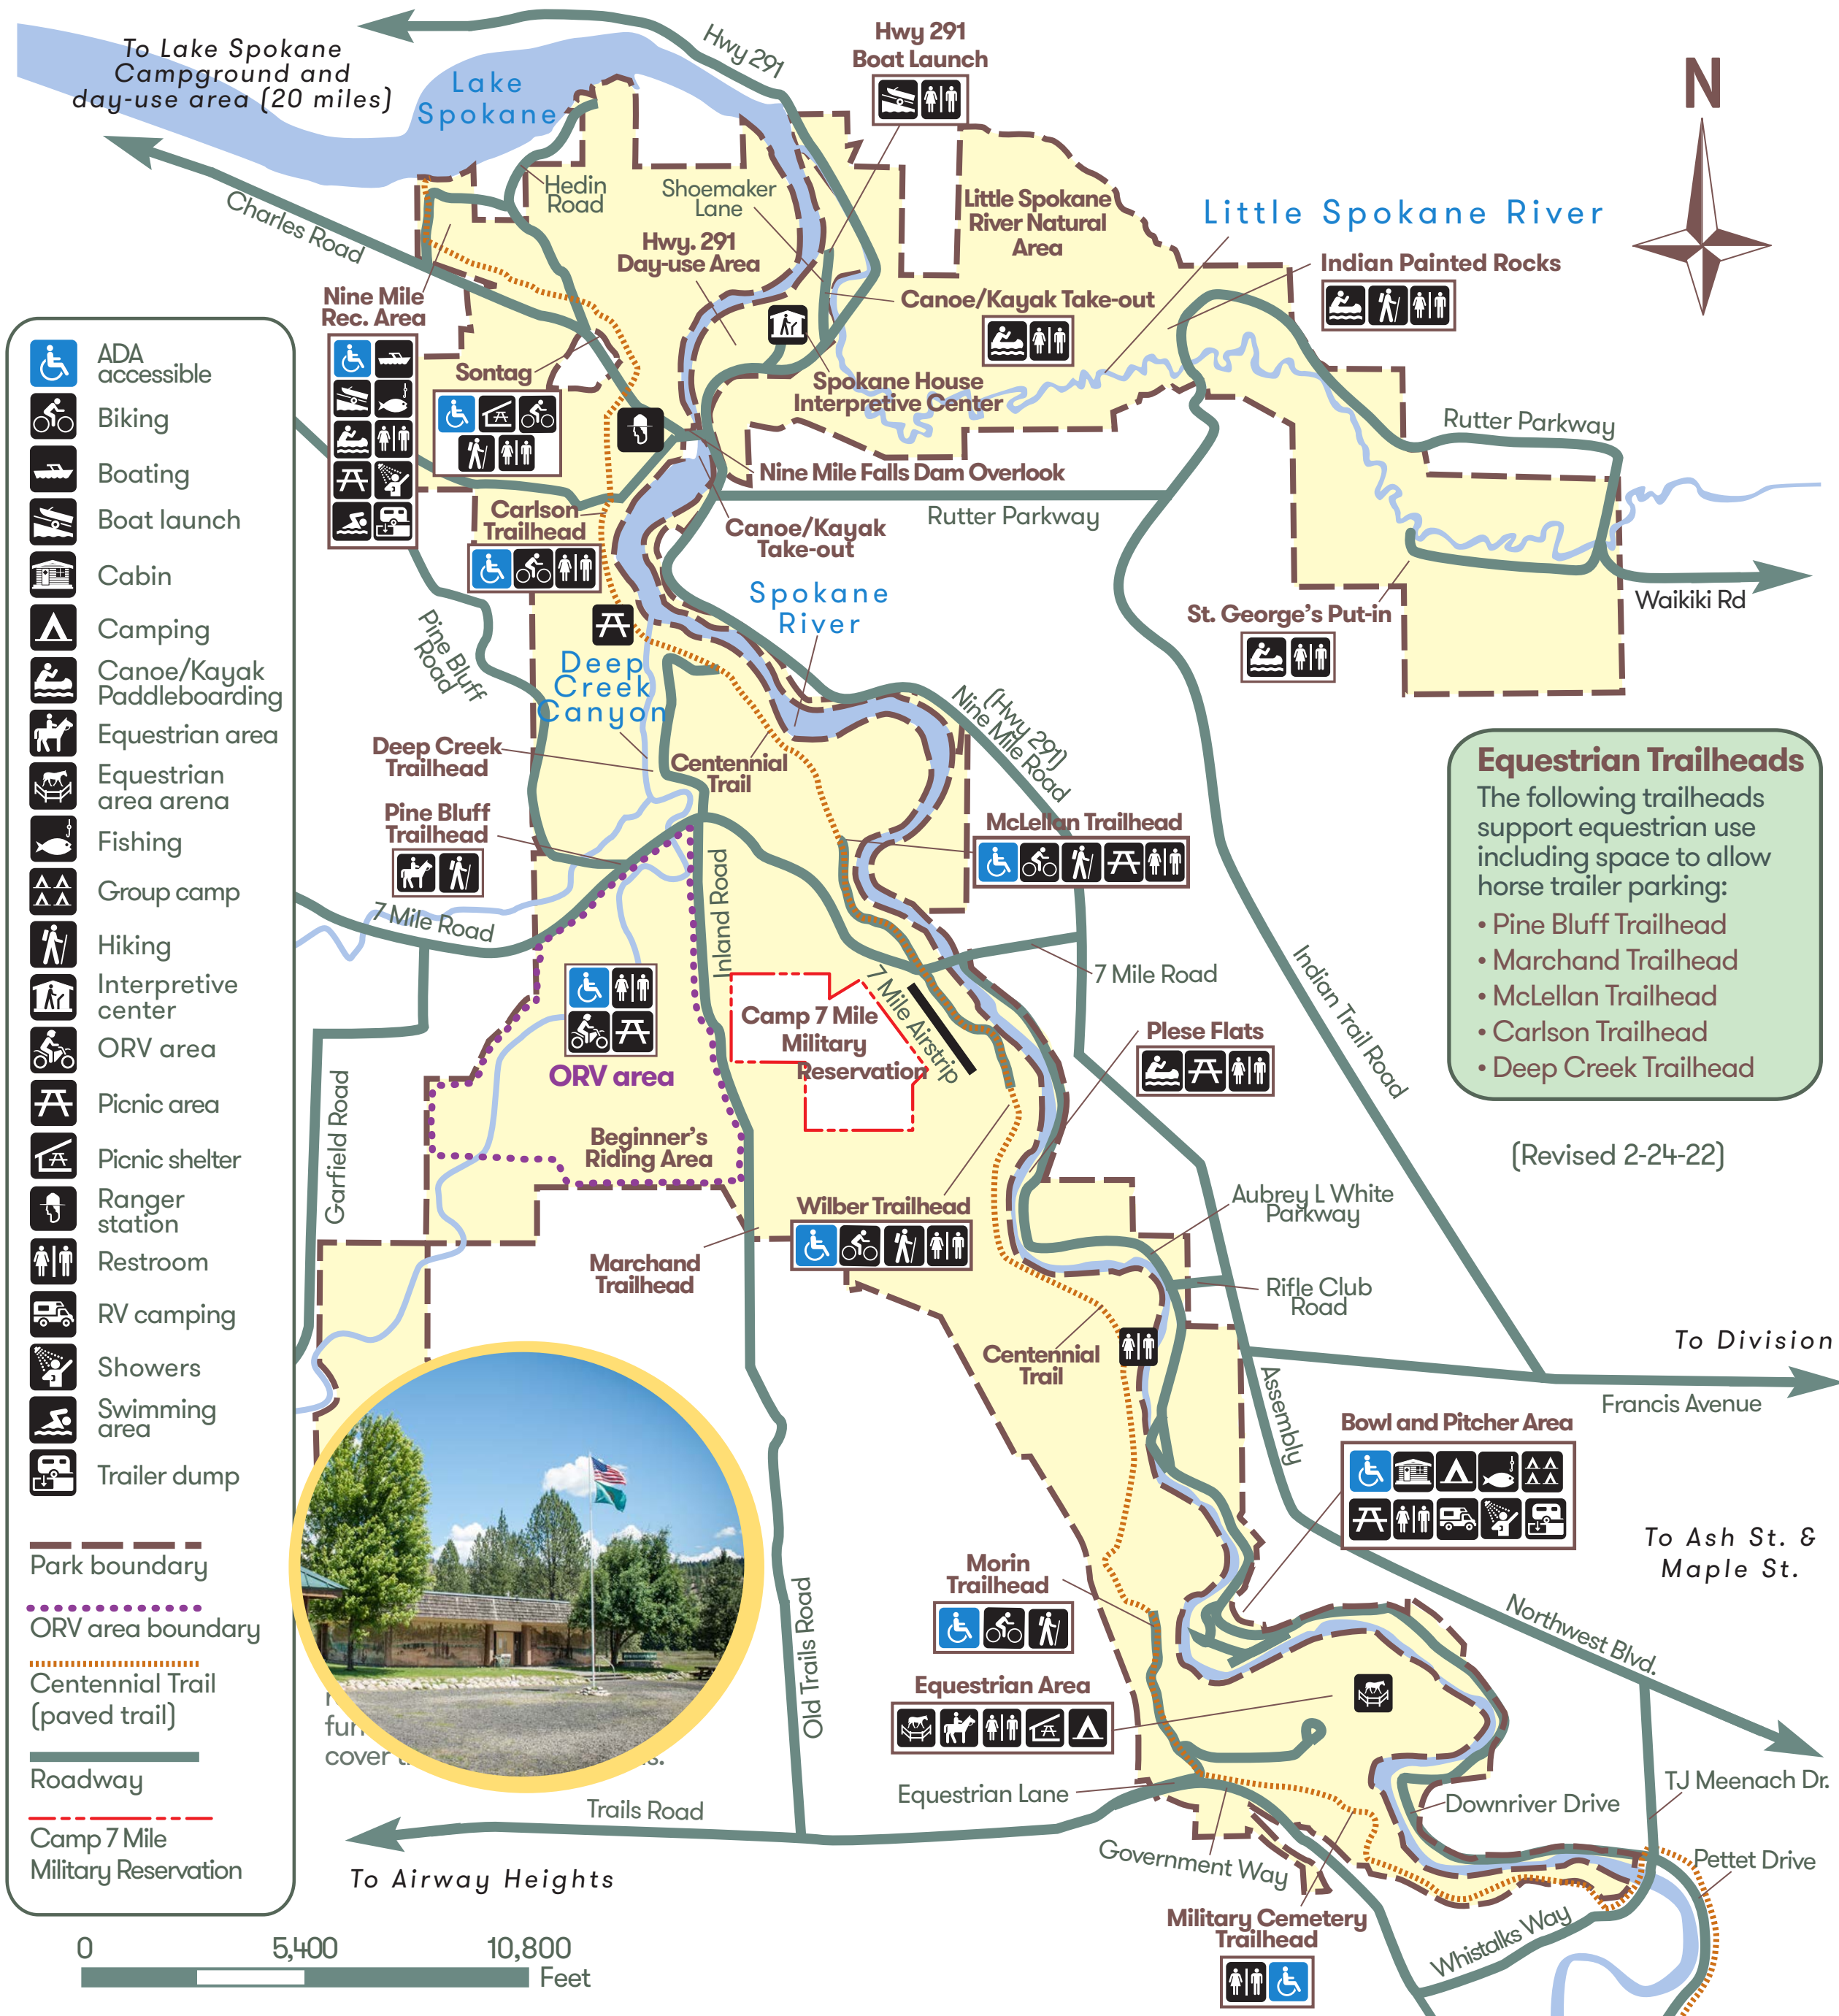 To Lake Spokane
Campground and
day-use area (20 miles)
Lake
Spokane
Hwy 291
Hwy 291
Boat Launch
N
Charles Road
Hedin
Road
Shoemaker
Lane
Hwy. 291
Day-use Area
Little Spokane
River Natural
Area
Little Spokane River
Indian Painted Rocks
Canoe/Kayak Take-out
Nine Mile
Rec. Area
Sontag
Spokane House
Interpretive Center
Rutter Parkway
Nine Mile Falls Dam Overlook
Carlson
Trailhead
Rutter Parkway
Canoe/Kayak
Take-out
Spokane
River
St. George's Put-in
Waikiki Rd
Pine Bluff
Road
Deep
Creek
Canyon
Deep Creek
Trailhead
Centennial
Trail
(Hwy 291)
Nine Mile Road
Pine Bluff
Trailhead
McLellan Trailhead
7 Mile Road
Inland Road
7 Mile Road
7 Mile Airstrip
Camp 7 Mile
Military
Reservation
Indian Trail Road
Plese Flats
ORV area
Garfield Road
Beginner's
Riding Area
Wilber Trailhead
Aubrey L White
Parkway
Marchand
Trailhead
Rifle Club
Road
Centennial
Trail
Assembly
To Division
Francis Avenue
Bowl and Pitcher Area
To Ash St. &
Maple St.
Morin
Trailhead
Northwest Blvd.
Old Trails Road
Equestrian Area
Equestrian Lane
TJ Meenach Dr.
Downriver Drive
Trails Road
To Airway Heights
Government Way
Pettet Drive
Military Cemetery
Trailhead
Whistalks Way
Equestrian Trailheads
The following trailheads
support equestrian use
including space to allow
horse trailer parking:
• Pine Bluff Trailhead
• Marchand Trailhead
• McLellan Trailhead
• Carlson Trailhead
• Deep Creek Trailhead
(Revised 2-24-22)
ADA
accessible
Biking
Boating
Boat launch
Cabin
Camping
Canoe/Kayak
Paddleboarding
Equestrian area
Equestrian
area arena
Fishing
Group camp
Hiking
Interpretive
center
ORV area
Picnic area
Picnic shelter
Ranger
station
Restroom
RV camping
Showers
Swimming
area
Trailer dump
Park boundary
ORV area boundary
Centennial Trail
(paved trail)
Roadway
Camp 7 Mile
Military Reservation
cover
0 5,400 10,800
Feet